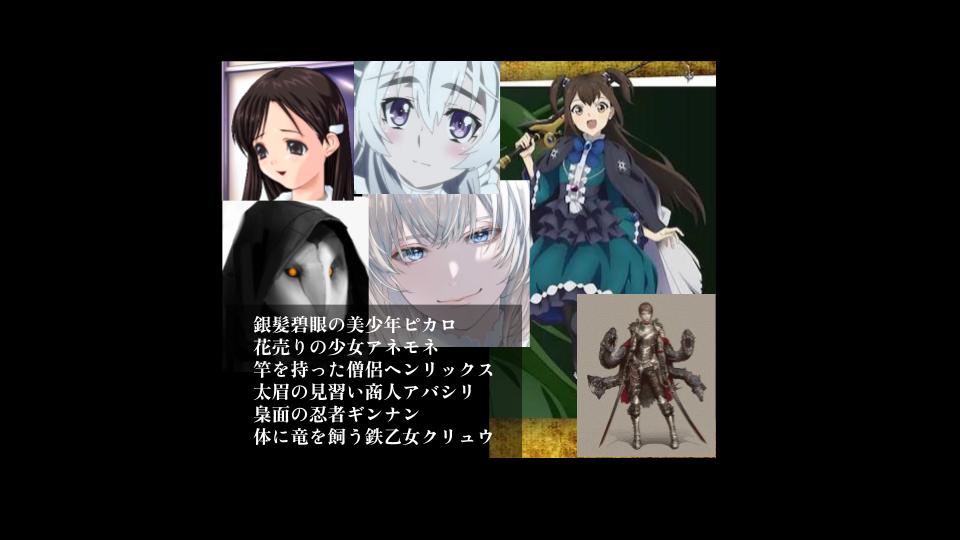 銀髪碧眼の美少年ピカロ
花売りの少女アネモネ
竿を持った僧侶ヘンリックス
太眉の見習い商人アバシリ
梟面の忍者ギンナン
体に竜を飼う鉄乙女クリュウ